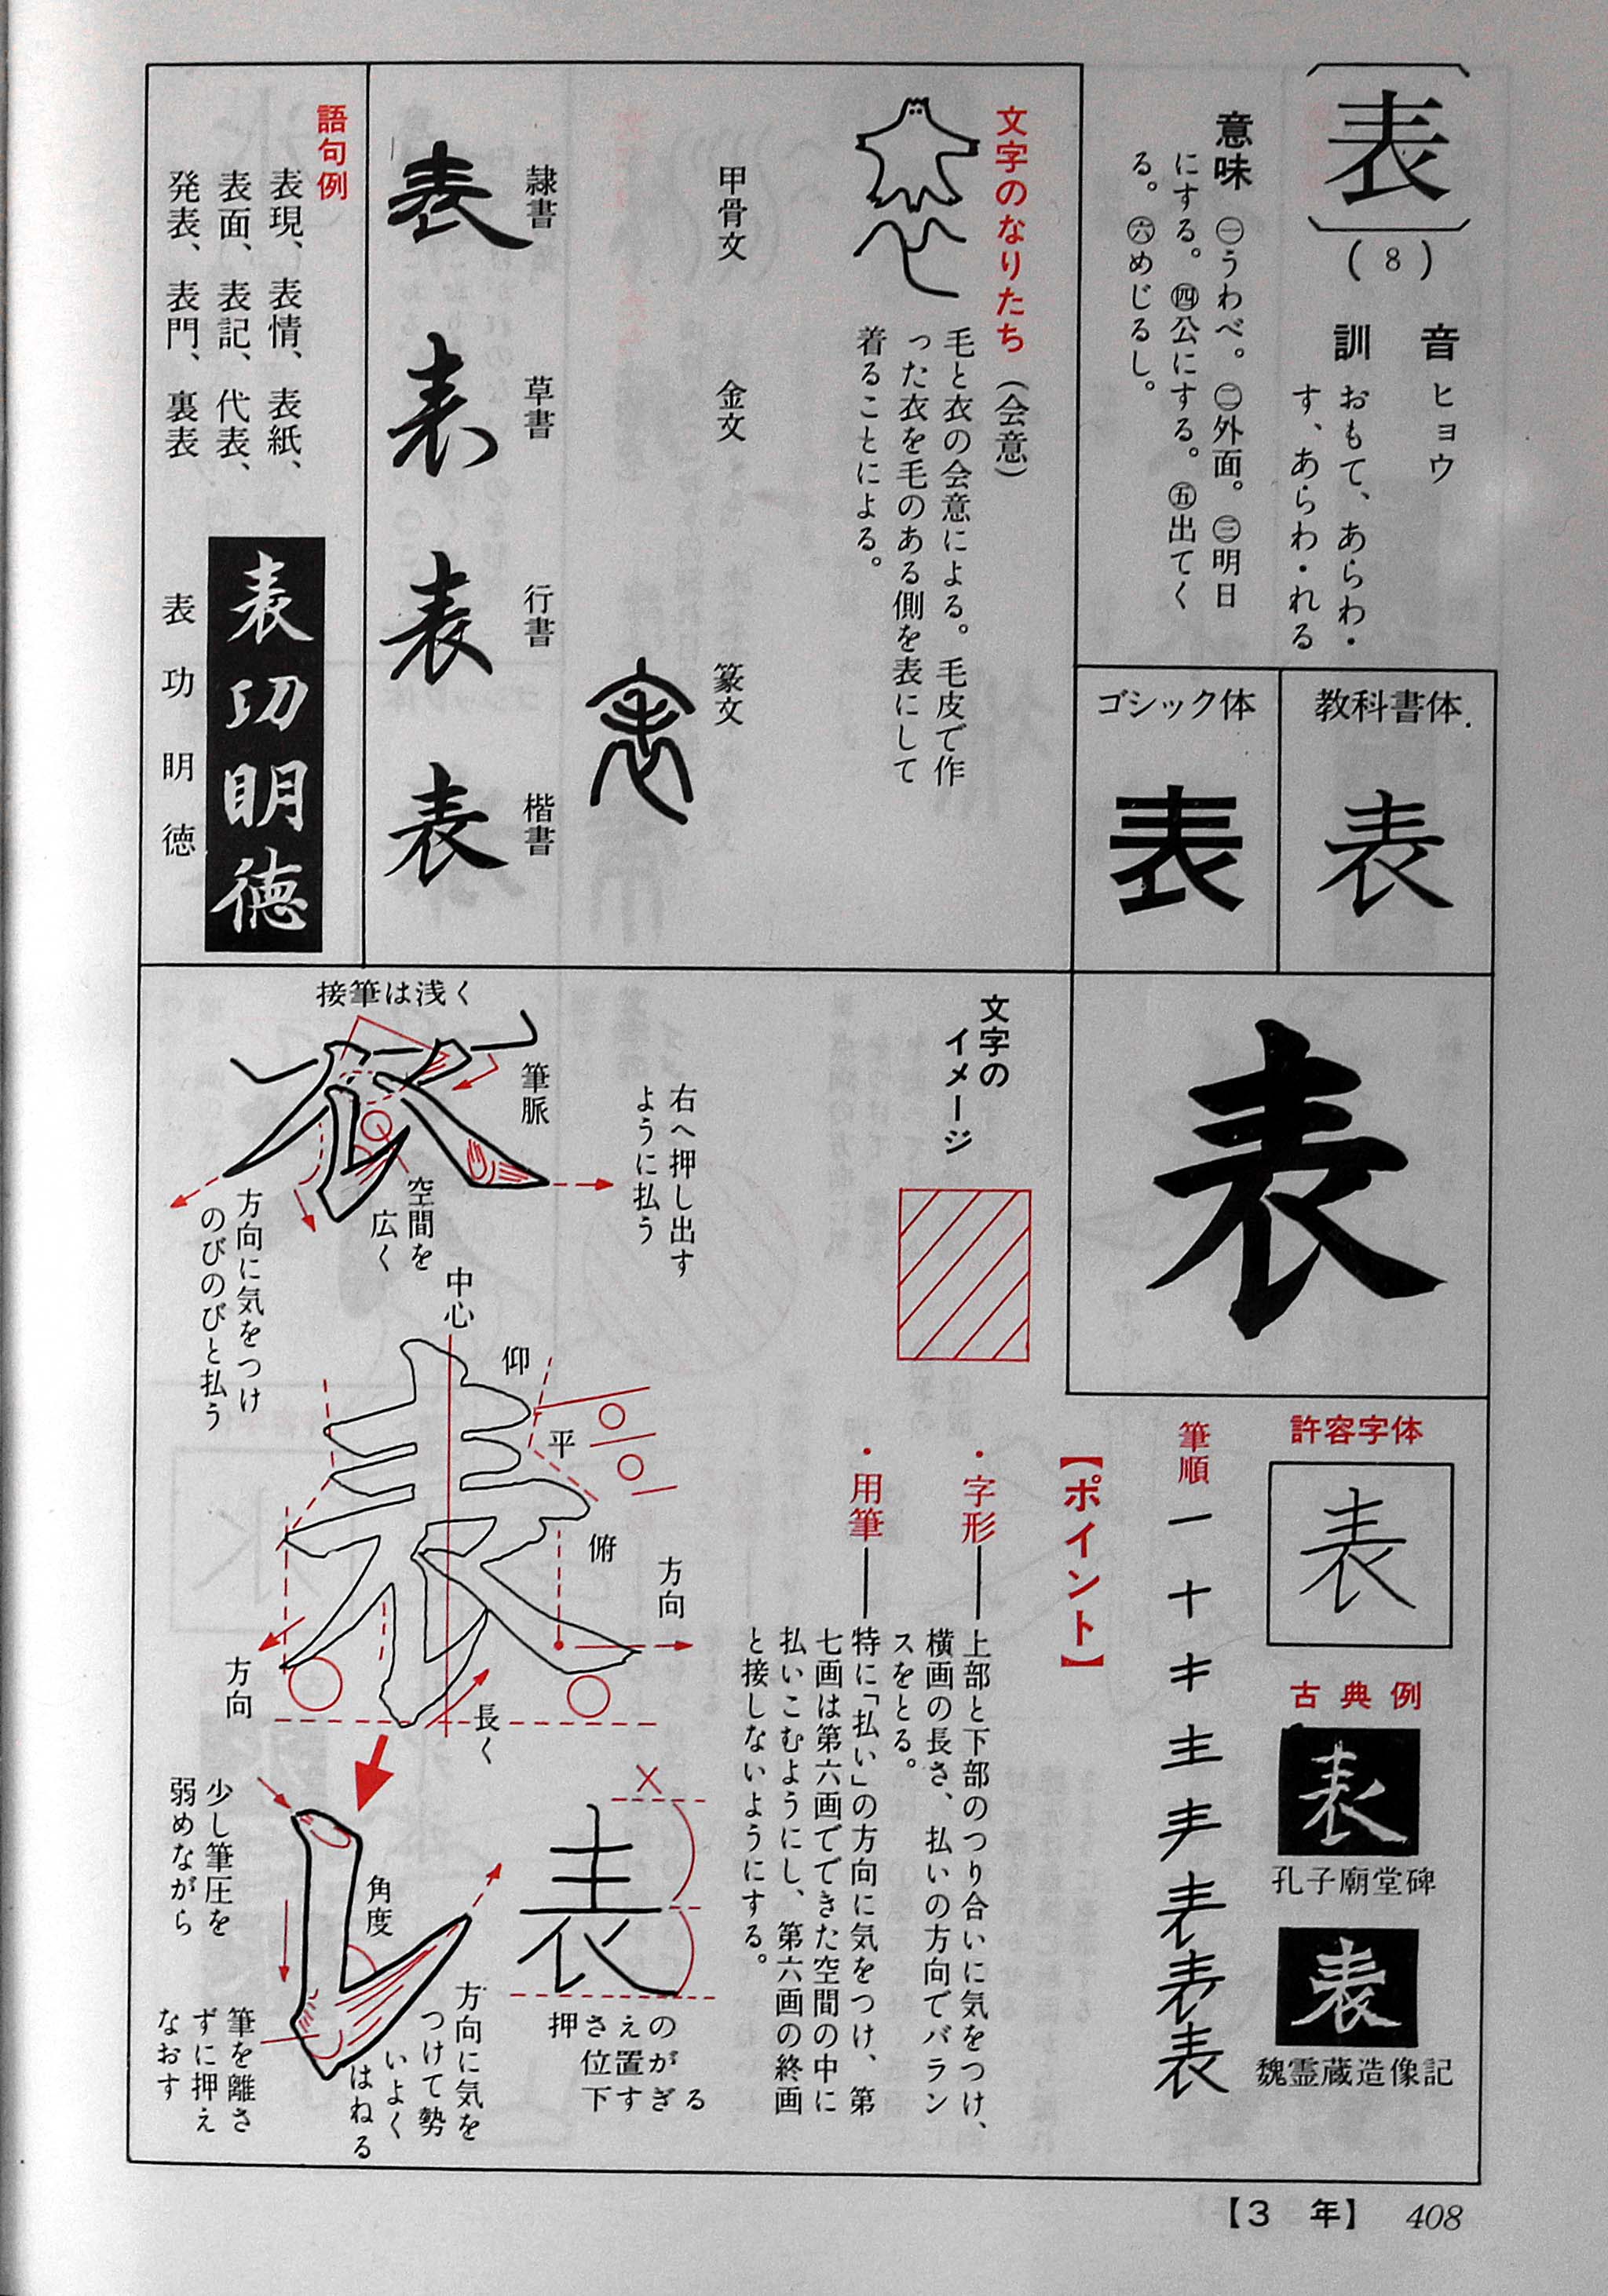 表
(8)
音 ヒョウ
訓 おもて、あらわ・
す、あらわ・れる
意味 ㊀うわべ。㊁外面。㊂明日
にする。㊃公にする。㊄出てく
る。㊅めじるし。
教科書体
表
ゴシック体
表
文字のなりたち(会意)
毛と衣の会意による。毛皮で作
った衣を毛のある側を表にして
着ることによる。
甲骨文
金文
篆文
表
隷書
表
草書
表
行書
表
楷書
表
語句例
表現、表情、表紙、
表面、表記、代表、
発表、表門、裏表
表功明徳
表功明徳
表
許容字体
表
古典例
表
孔子廟堂碑
表
魏霊蔵造像記
筆順
【ポイント】
・字形——上部と下部のつり合いに気をつけ、
横画の長さ、払いの方向でバラン
スをとる。
・用筆——特に「払い」の方向に気をつけ、第
七画は第六画でできた空間の中に
払いこむようにし、第六画の終画
と接しないようにする。
文字の
イメージ
右へ押し出す
ように払う
筆脈
接筆は浅く
空間を
広く
方向に気をつけ
のびのびと払う
中心
仰
平
俯
表
方向
方向
長く
表
押さえの
位置が
下すぎる
少し筆圧を
弱めながら
角度
方向に気を
つけて勢
いよく
はねる
筆を離さ
ずに押え
なおす
【3 年】 408